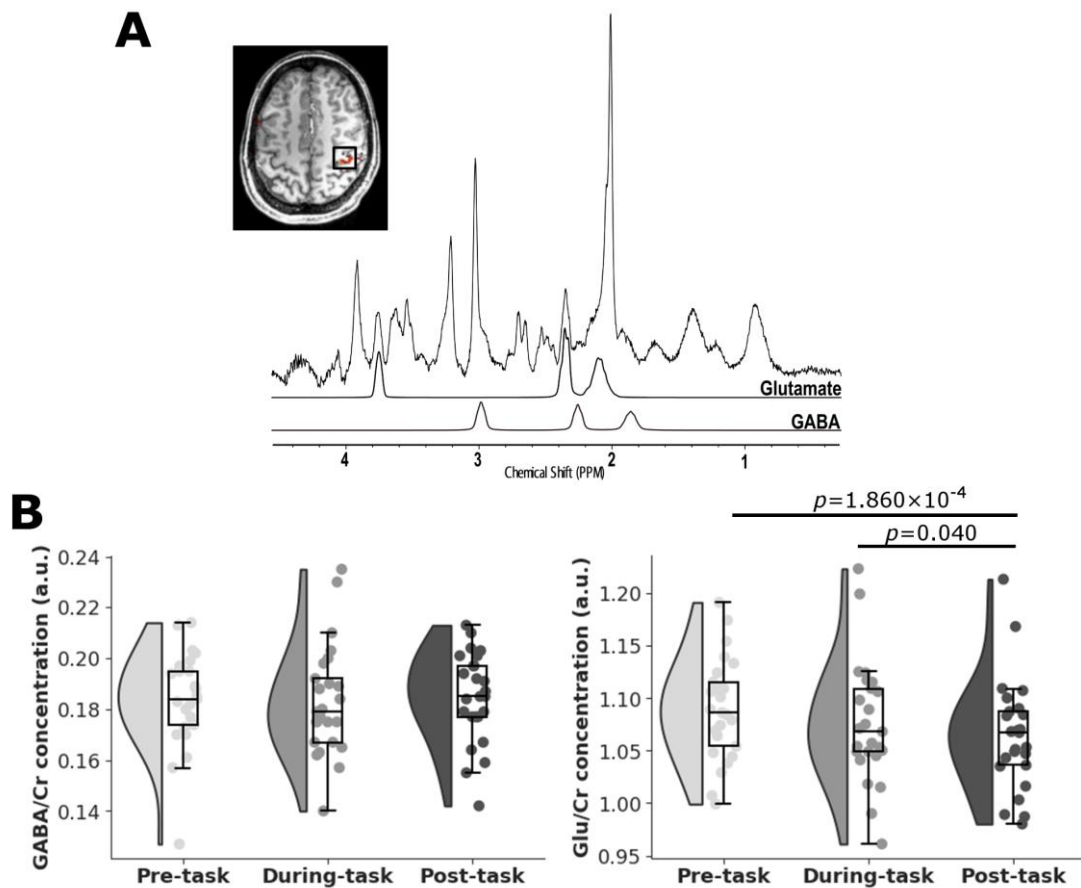 A
Glutamate
GABA
4 3 2 1
Chemical Shift (PPM)
B
p=1.860×10⁻⁴
p=0.040
GABA/Cr concentration (a.u.)
0.24
0.22
0.20
0.18
0.16
0.14
Pre-task During-task Post-task
Glu/Cr concentration (a.u.)
1.20
1.15
1.10
1.05
1.00
0.95
Pre-task During-task Post-task